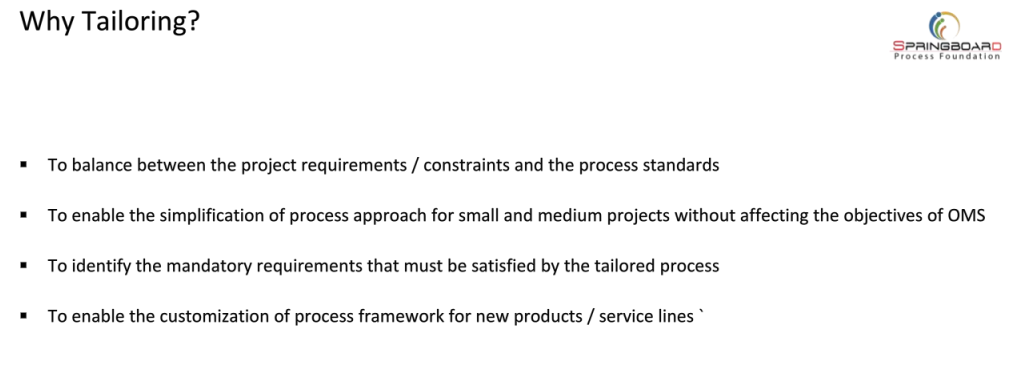 Why Tailoring?
SPRINGBOARD
Process Foundation
▪ To balance between the project requirements / constraints and the process standards
▪ To enable the simplification of process approach for small and medium projects without affecting the objectives of OMS
▪ To identify the mandatory requirements that must be satisfied by the tailored process
▪ To enable the customization of process framework for new products / service lines `